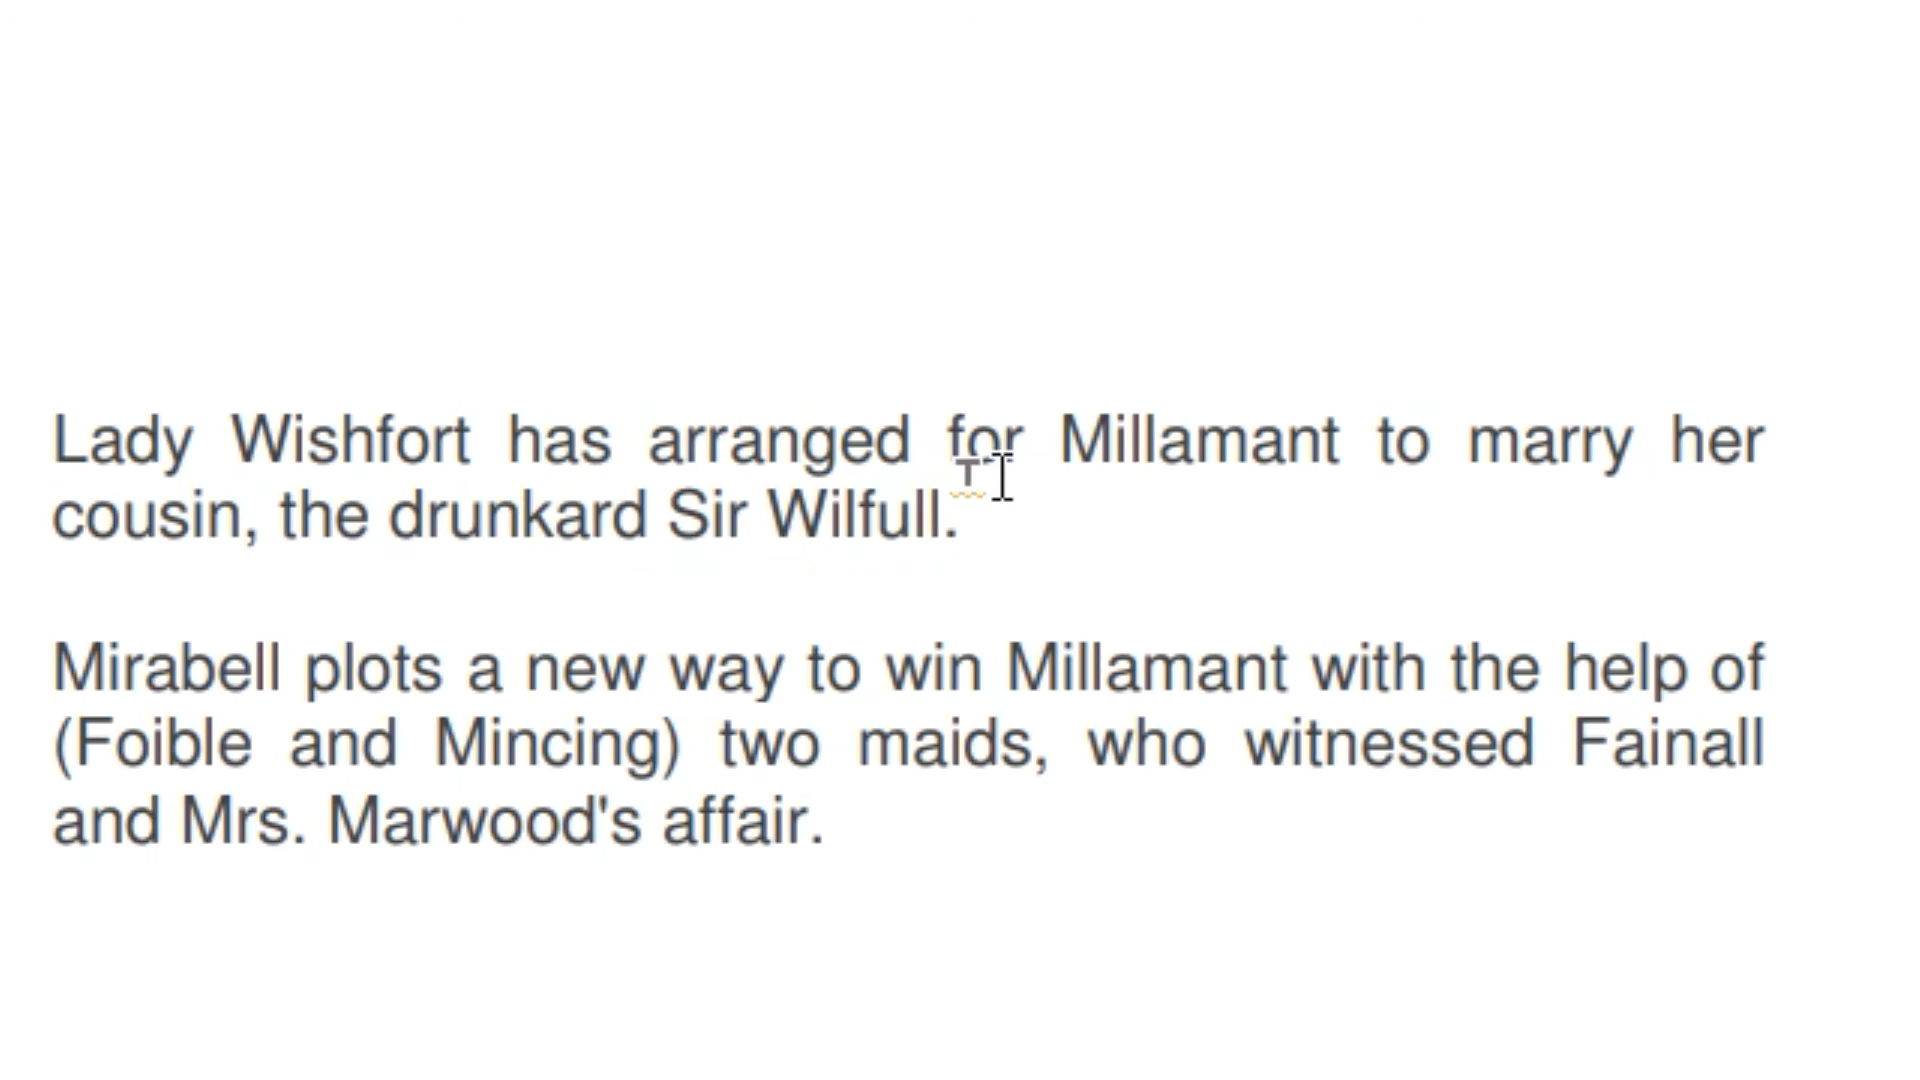 Lady Wishfort has arranged for Millamant to marry her
cousin, the drunkard Sir Wilfull.
Mirabell plots a new way to win Millamant with the help of
(Foible and Mincing) two maids, who witnessed Fainall
and Mrs. Marwood's affair.